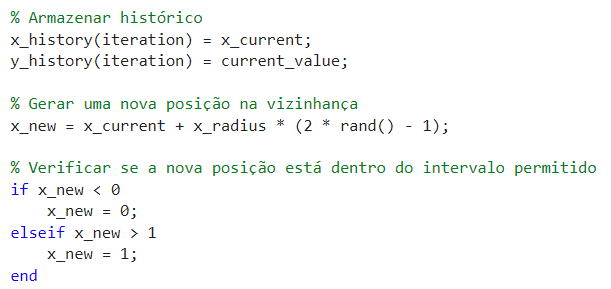 % Armazenar histórico
x_history(iteration) = x_current;
y_history(iteration) = current_value;
% Gerar uma nova posição na vizinhança
x_new = x_current + x_radius * (2 * rand() - 1);
% Verificar se a nova posição está dentro do intervalo permitido
if x_new < 0
x_new = 0;
elseif x_new > 1
x_new = 1;
end